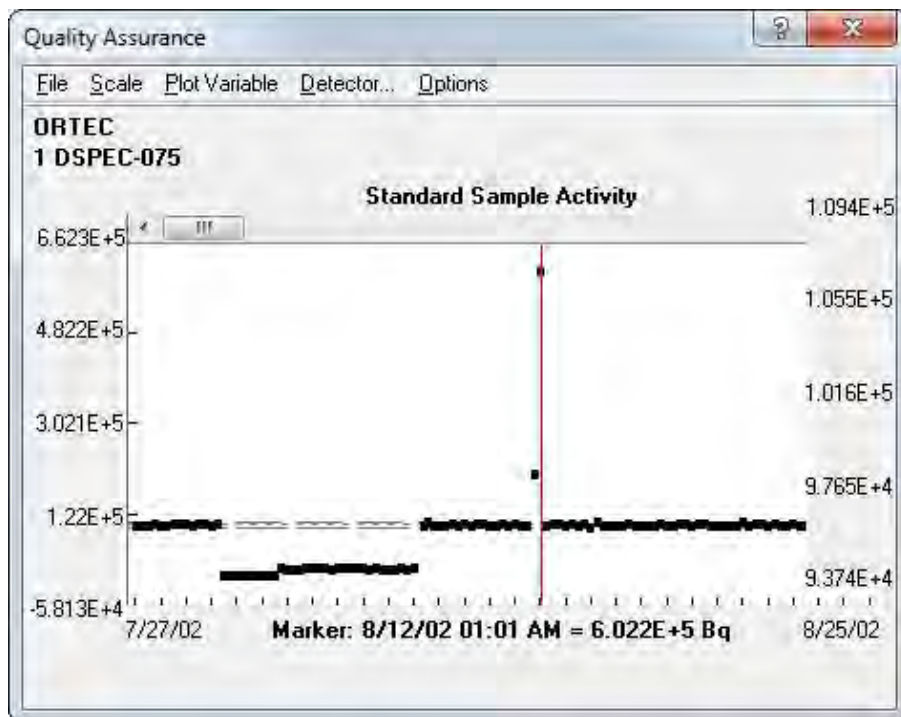 Quality Assurance
File Scale Plot Variable Detector... Options
ORTEC
1 DSPEC-075
Standard Sample Activity
1.094E+5
6.623E+5
1.055E+5
4.822E+5
1.016E+5
3.021E+5
9.765E+4
1.22E+5
9.374E+4
-5.813E+4
7/27/02 Marker: 8/12/02 01:01 AM = 6.022E+5 Bq 8/25/02